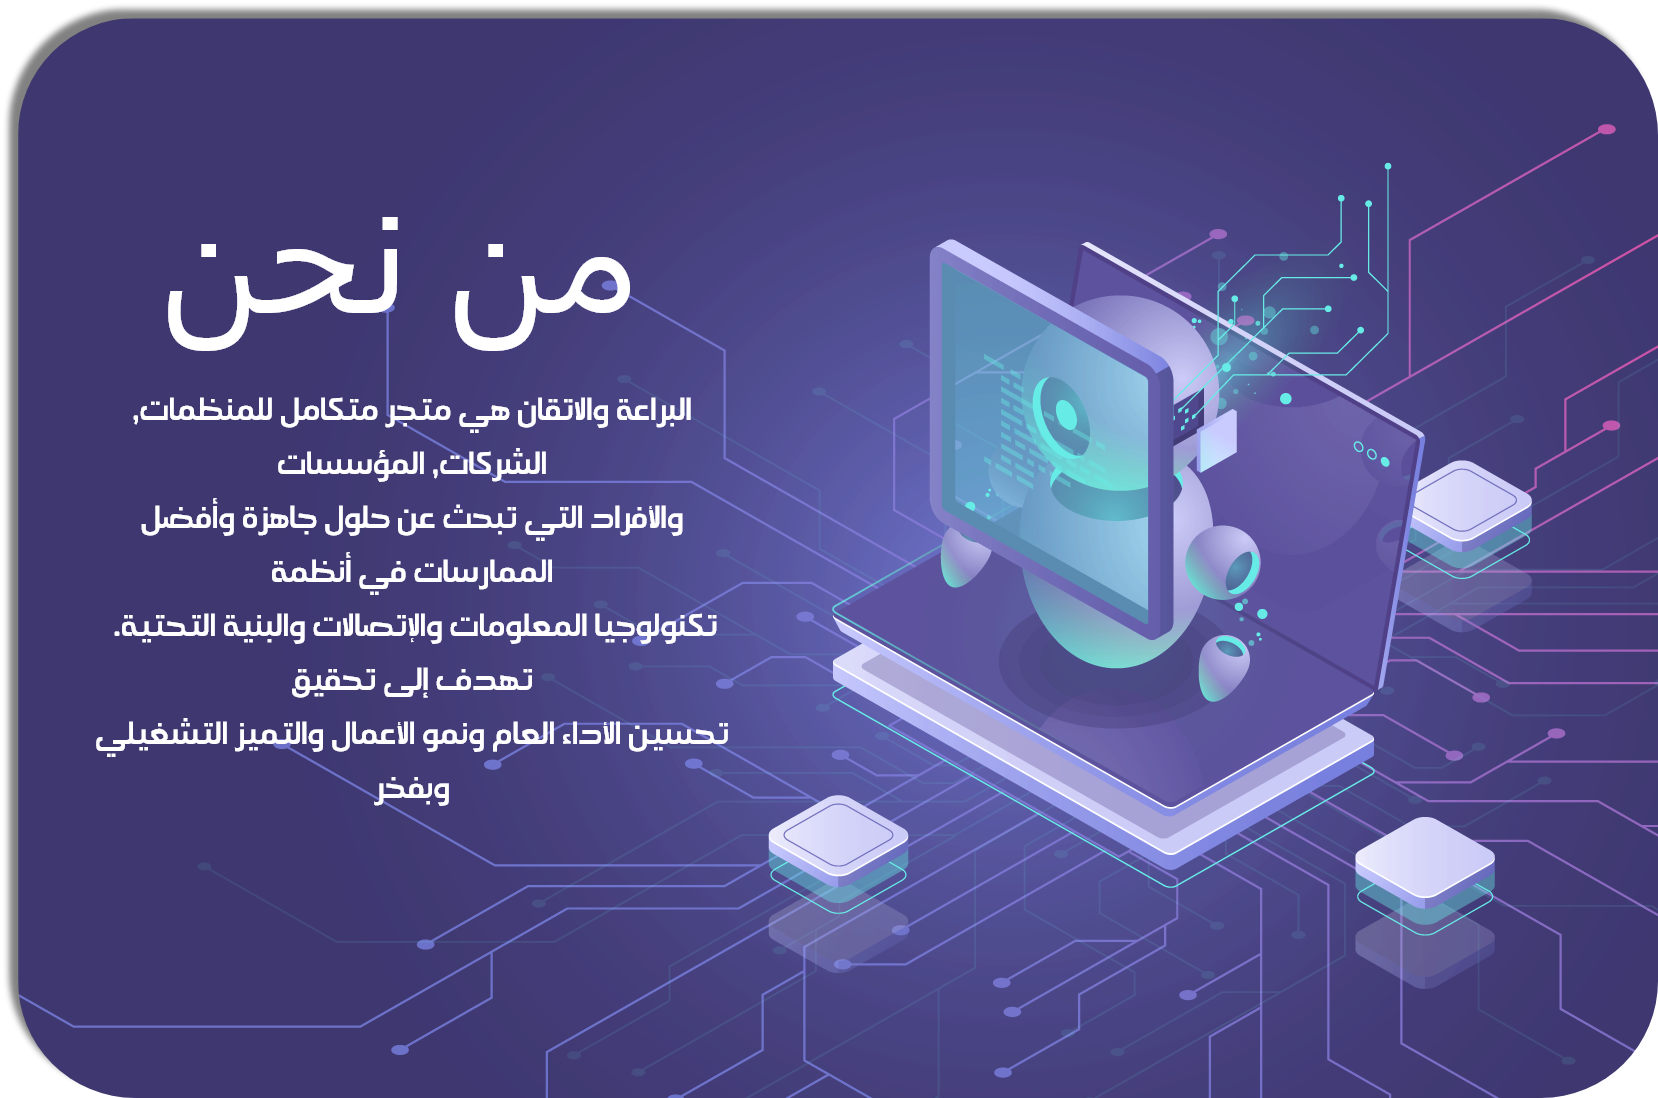 من نحن
البراعة والاتقان هي متجر متكامل للمنظمات,
الشركات, المؤسسات
والأفراد التي تبحث عن حلول جاهزة وأفضل
الممارسات في أنظمة
تكنولوجيا المعلومات والإتصالات والبنية التحتية.
تهدف إلى تحقيق
تحسين الأداء العام ونمو الأعمال والتميز التشغيلي
وبفخر